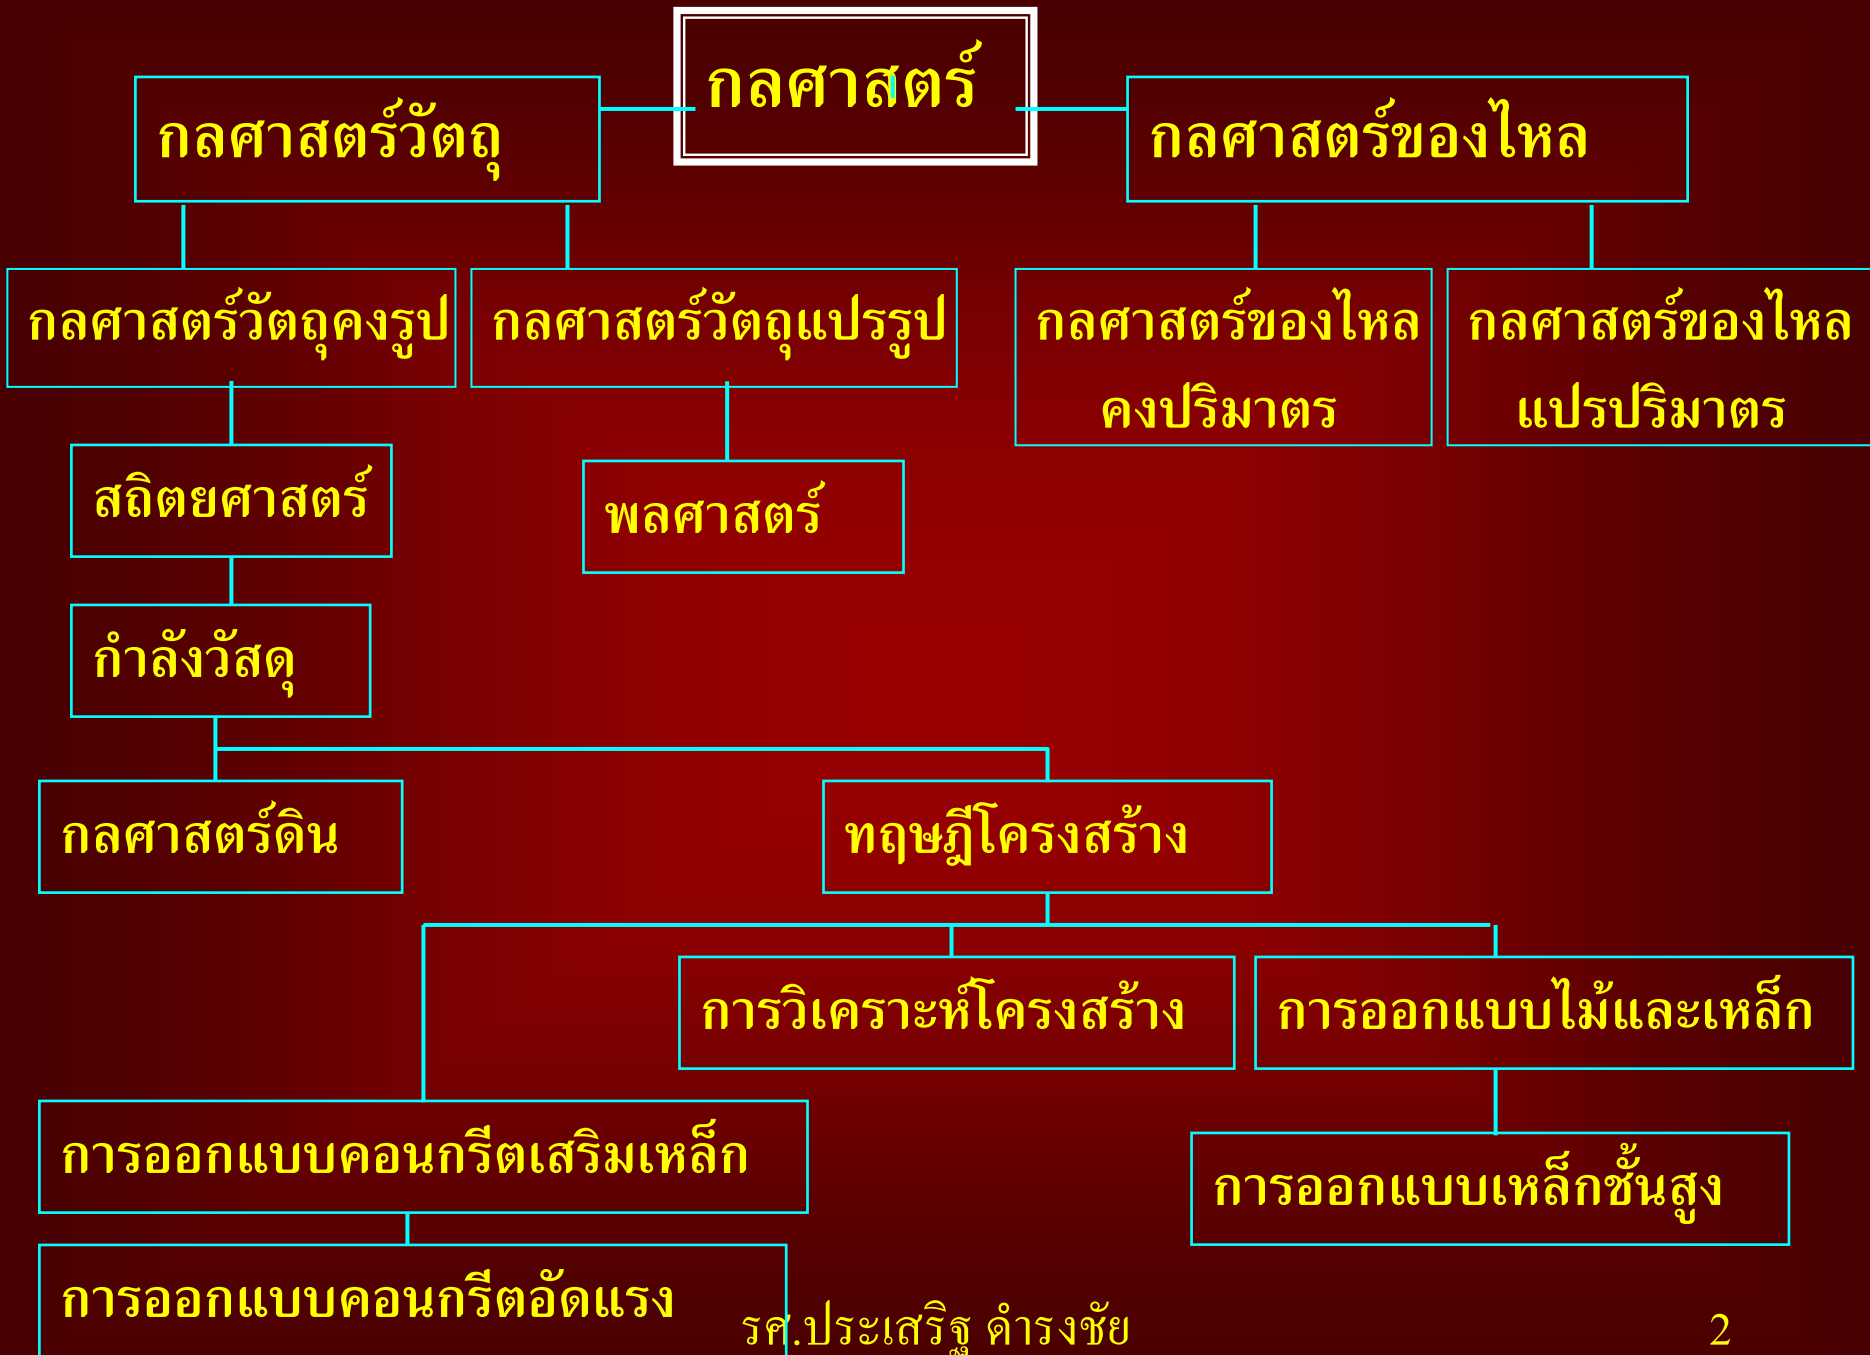 กลศาสตร์
กลศาสตร์วัตถุ
กลศาสตร์ของไหล
กลศาสตร์วัตถุคงรูป
กลศาสตร์วัตถุแปรรูป
กลศาสตร์ของไหล
คงปริมาตร
กลศาสตร์ของไหล
แปรปริมาตร
สถิตยศาสตร์
พลศาสตร์
กำลังวัสดุ
กลศาสตร์ดิน
ทฤษฎีโครงสร้าง
การวิเคราะห์โครงสร้าง
การออกแบบไม้และเหล็ก
การออกแบบคอนกรีตเสริมเหล็ก
การออกแบบเหล็กชั้นสูง
การออกแบบคอนกรีตอัดแรง
รศ.ประเสริฐ ดำรงชัย
2